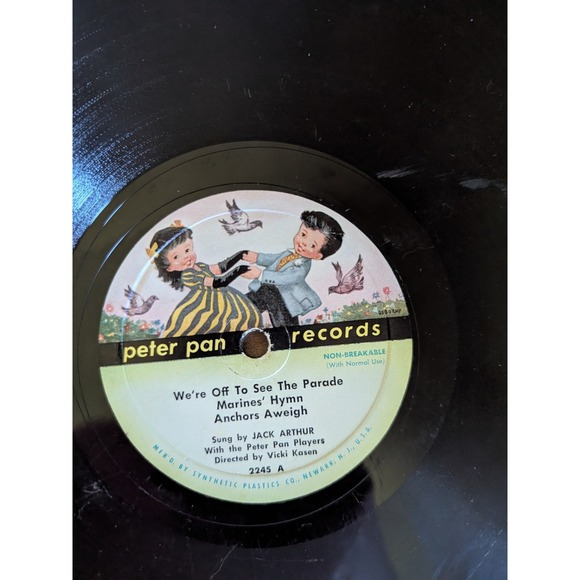 peter pan records
NON-BREAKABLE
(With Normal Use)
We're Off To See The Parade
Marines' Hymn
Anchors Aweigh
Sung by JACK ARTHUR
With the Peter Pan Players
Directed by Vicki Kasen
2245 A
M'F'R'D. BY SYNTHETIC PLASTICS CO., NEWARK, N. J., U.S.A.